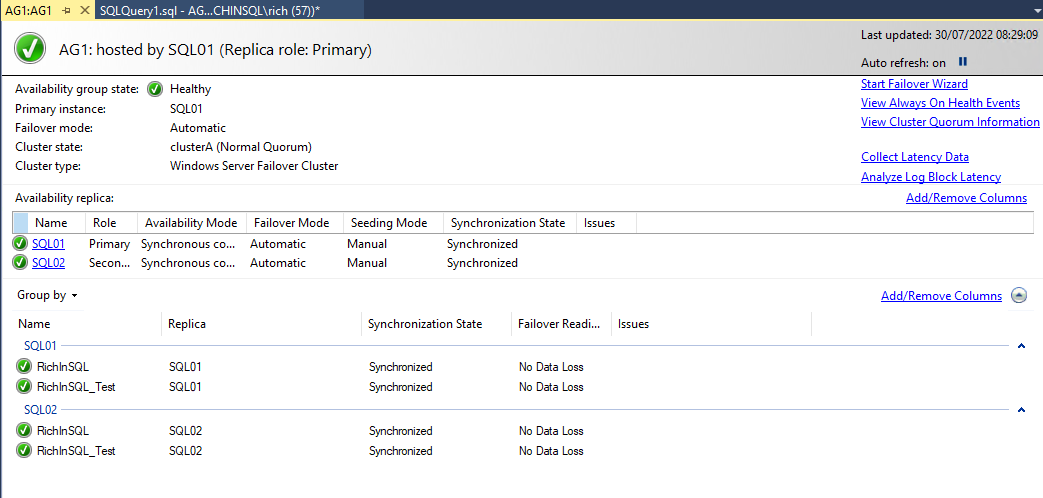 AG1:AG1 SQLQuery1.sql - AG...CHINSQL\rich (57))*
AG1: hosted by SQL01 (Replica role: Primary)
Last updated: 30/07/2022 08:29:09
Auto refresh: on
Start Failover Wizard
View Always On Health Events
View Cluster Quorum Information
Collect Latency Data
Analyze Log Block Latency
Availability group state: Healthy
Primary instance: SQL01
Failover mode: Automatic
Cluster state: clusterA (Normal Quorum)
Cluster type: Windows Server Failover Cluster
Availability replica: Add/Remove Columns
Name Role Availability Mode Failover Mode Seeding Mode Synchronization State Issues
SQL01 Primary Synchronous co... Automatic Manual Synchronized
SQL02 Secon... Synchronous co... Automatic Manual Synchronized
Group by Add/Remove Columns
Name Replica Synchronization State Failover Readi... Issues
SQL01
RichInSQL SQL01 Synchronized No Data Loss
RichInSQL_Test SQL01 Synchronized No Data Loss
SQL02
RichInSQL SQL02 Synchronized No Data Loss
RichInSQL_Test SQL02 Synchronized No Data Loss